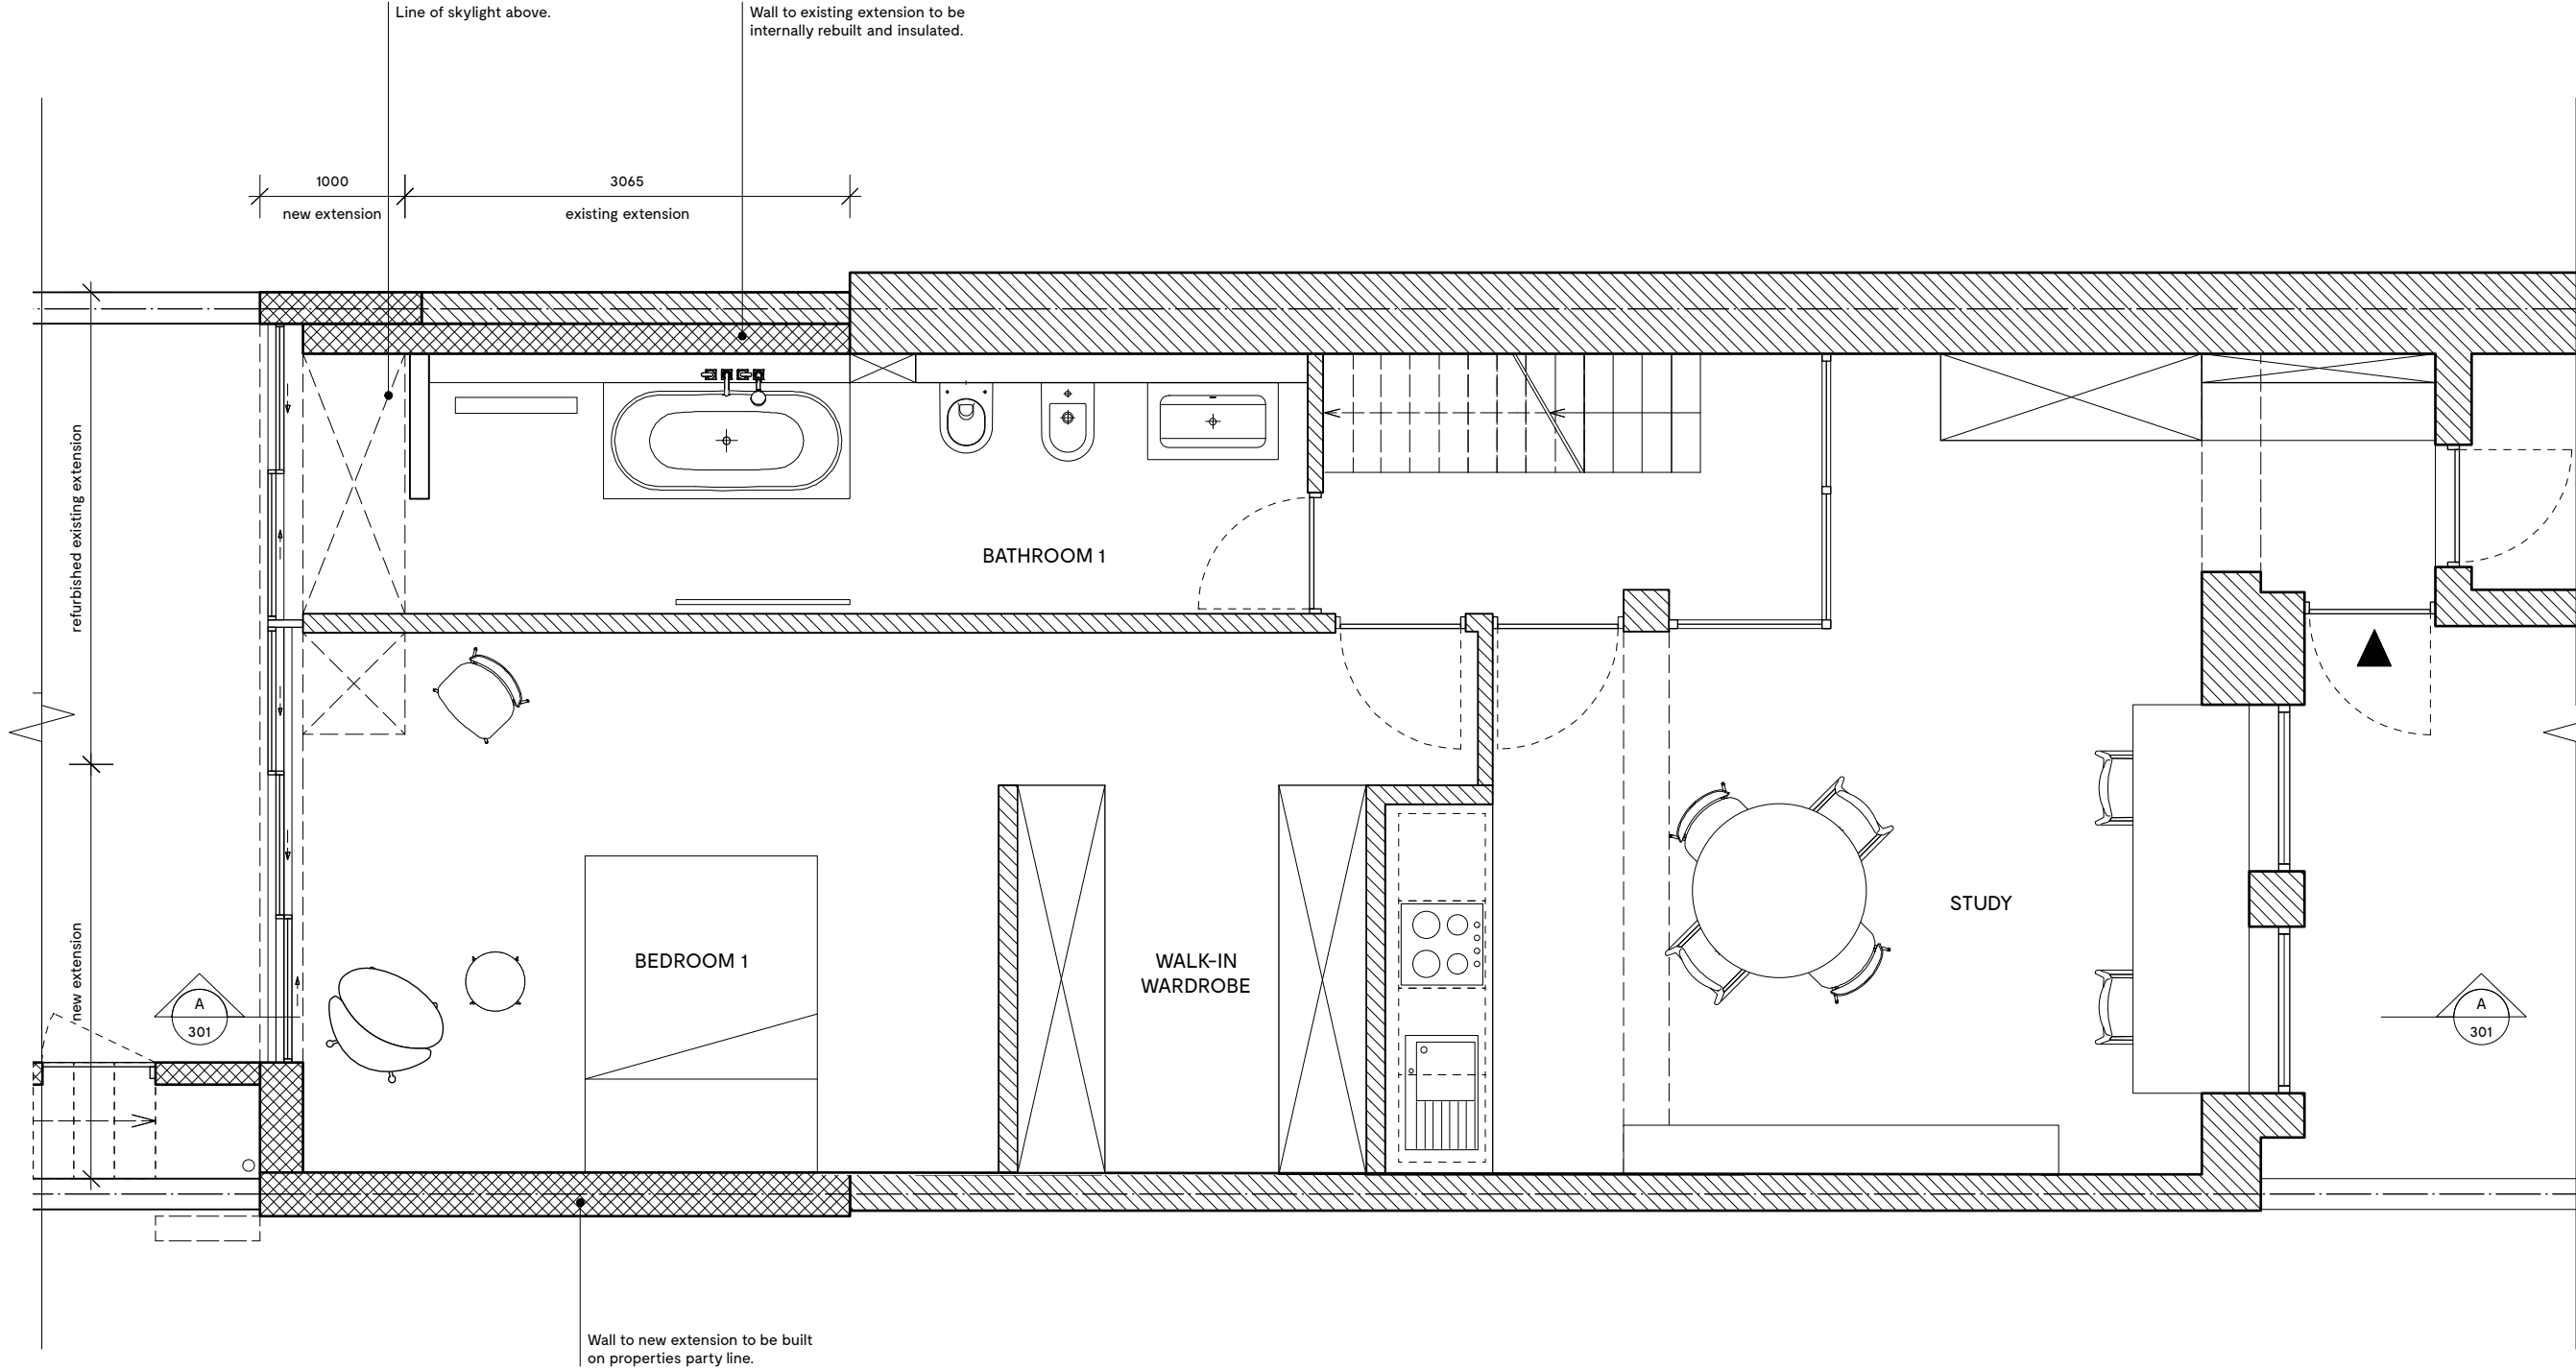 Line of skylight above.
Wall to existing extension to be
internally rebuilt and insulated.
1000
3065
new extension
existing extension
refurbished existing extension
BATHROOM 1
new extension
BEDROOM 1
WALK-IN
WARDROBE
STUDY
A
301
A
301
Wall to new extension to be built
on properties party line.